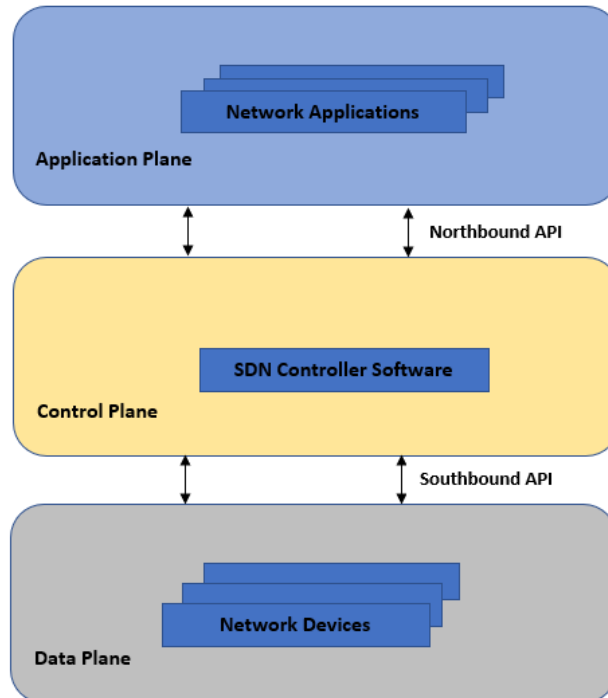 Network Applications
Application Plane
Northbound API
SDN Controller Software
Control Plane
Southbound API
Network Devices
Data Plane